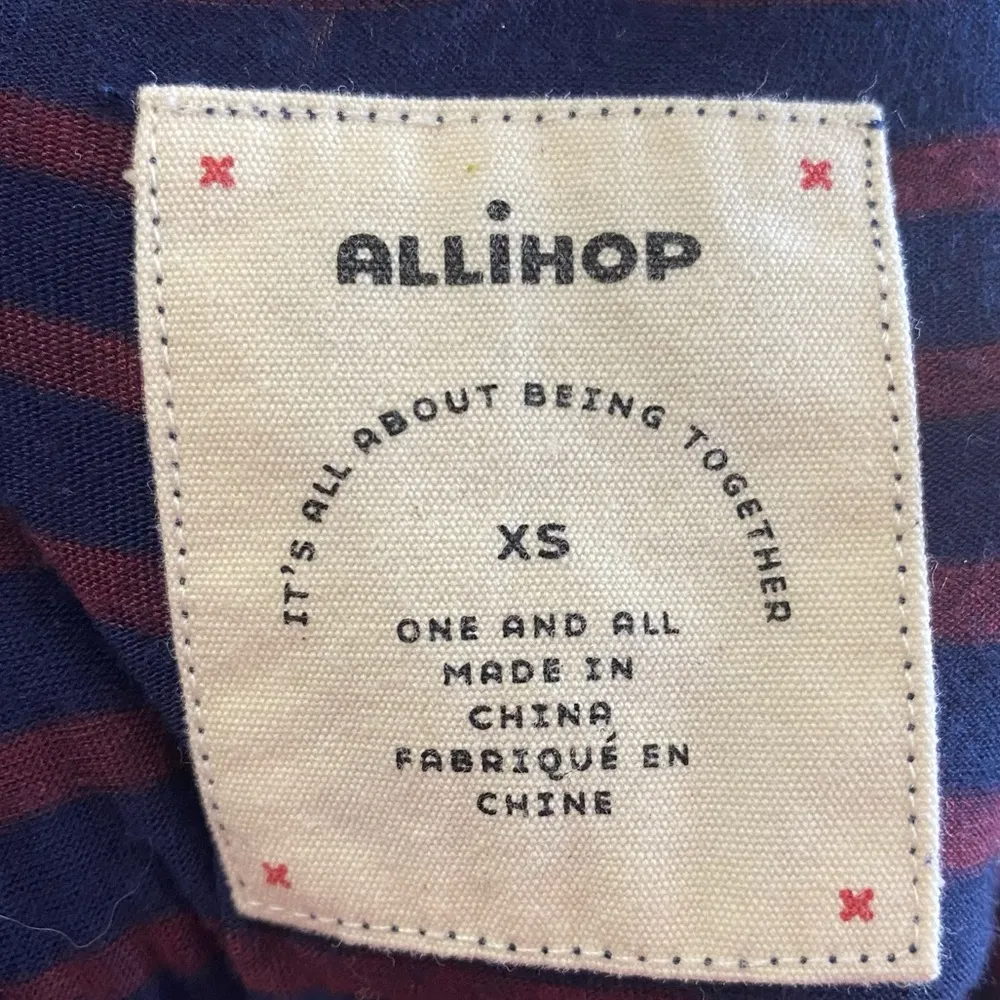 ALLiHOP
IT'S ALL ABOUT BEING TOGETHER
XS
ONE AND ALL
MADE IN
CHINA
FABRIQUÉ EN
CHINE